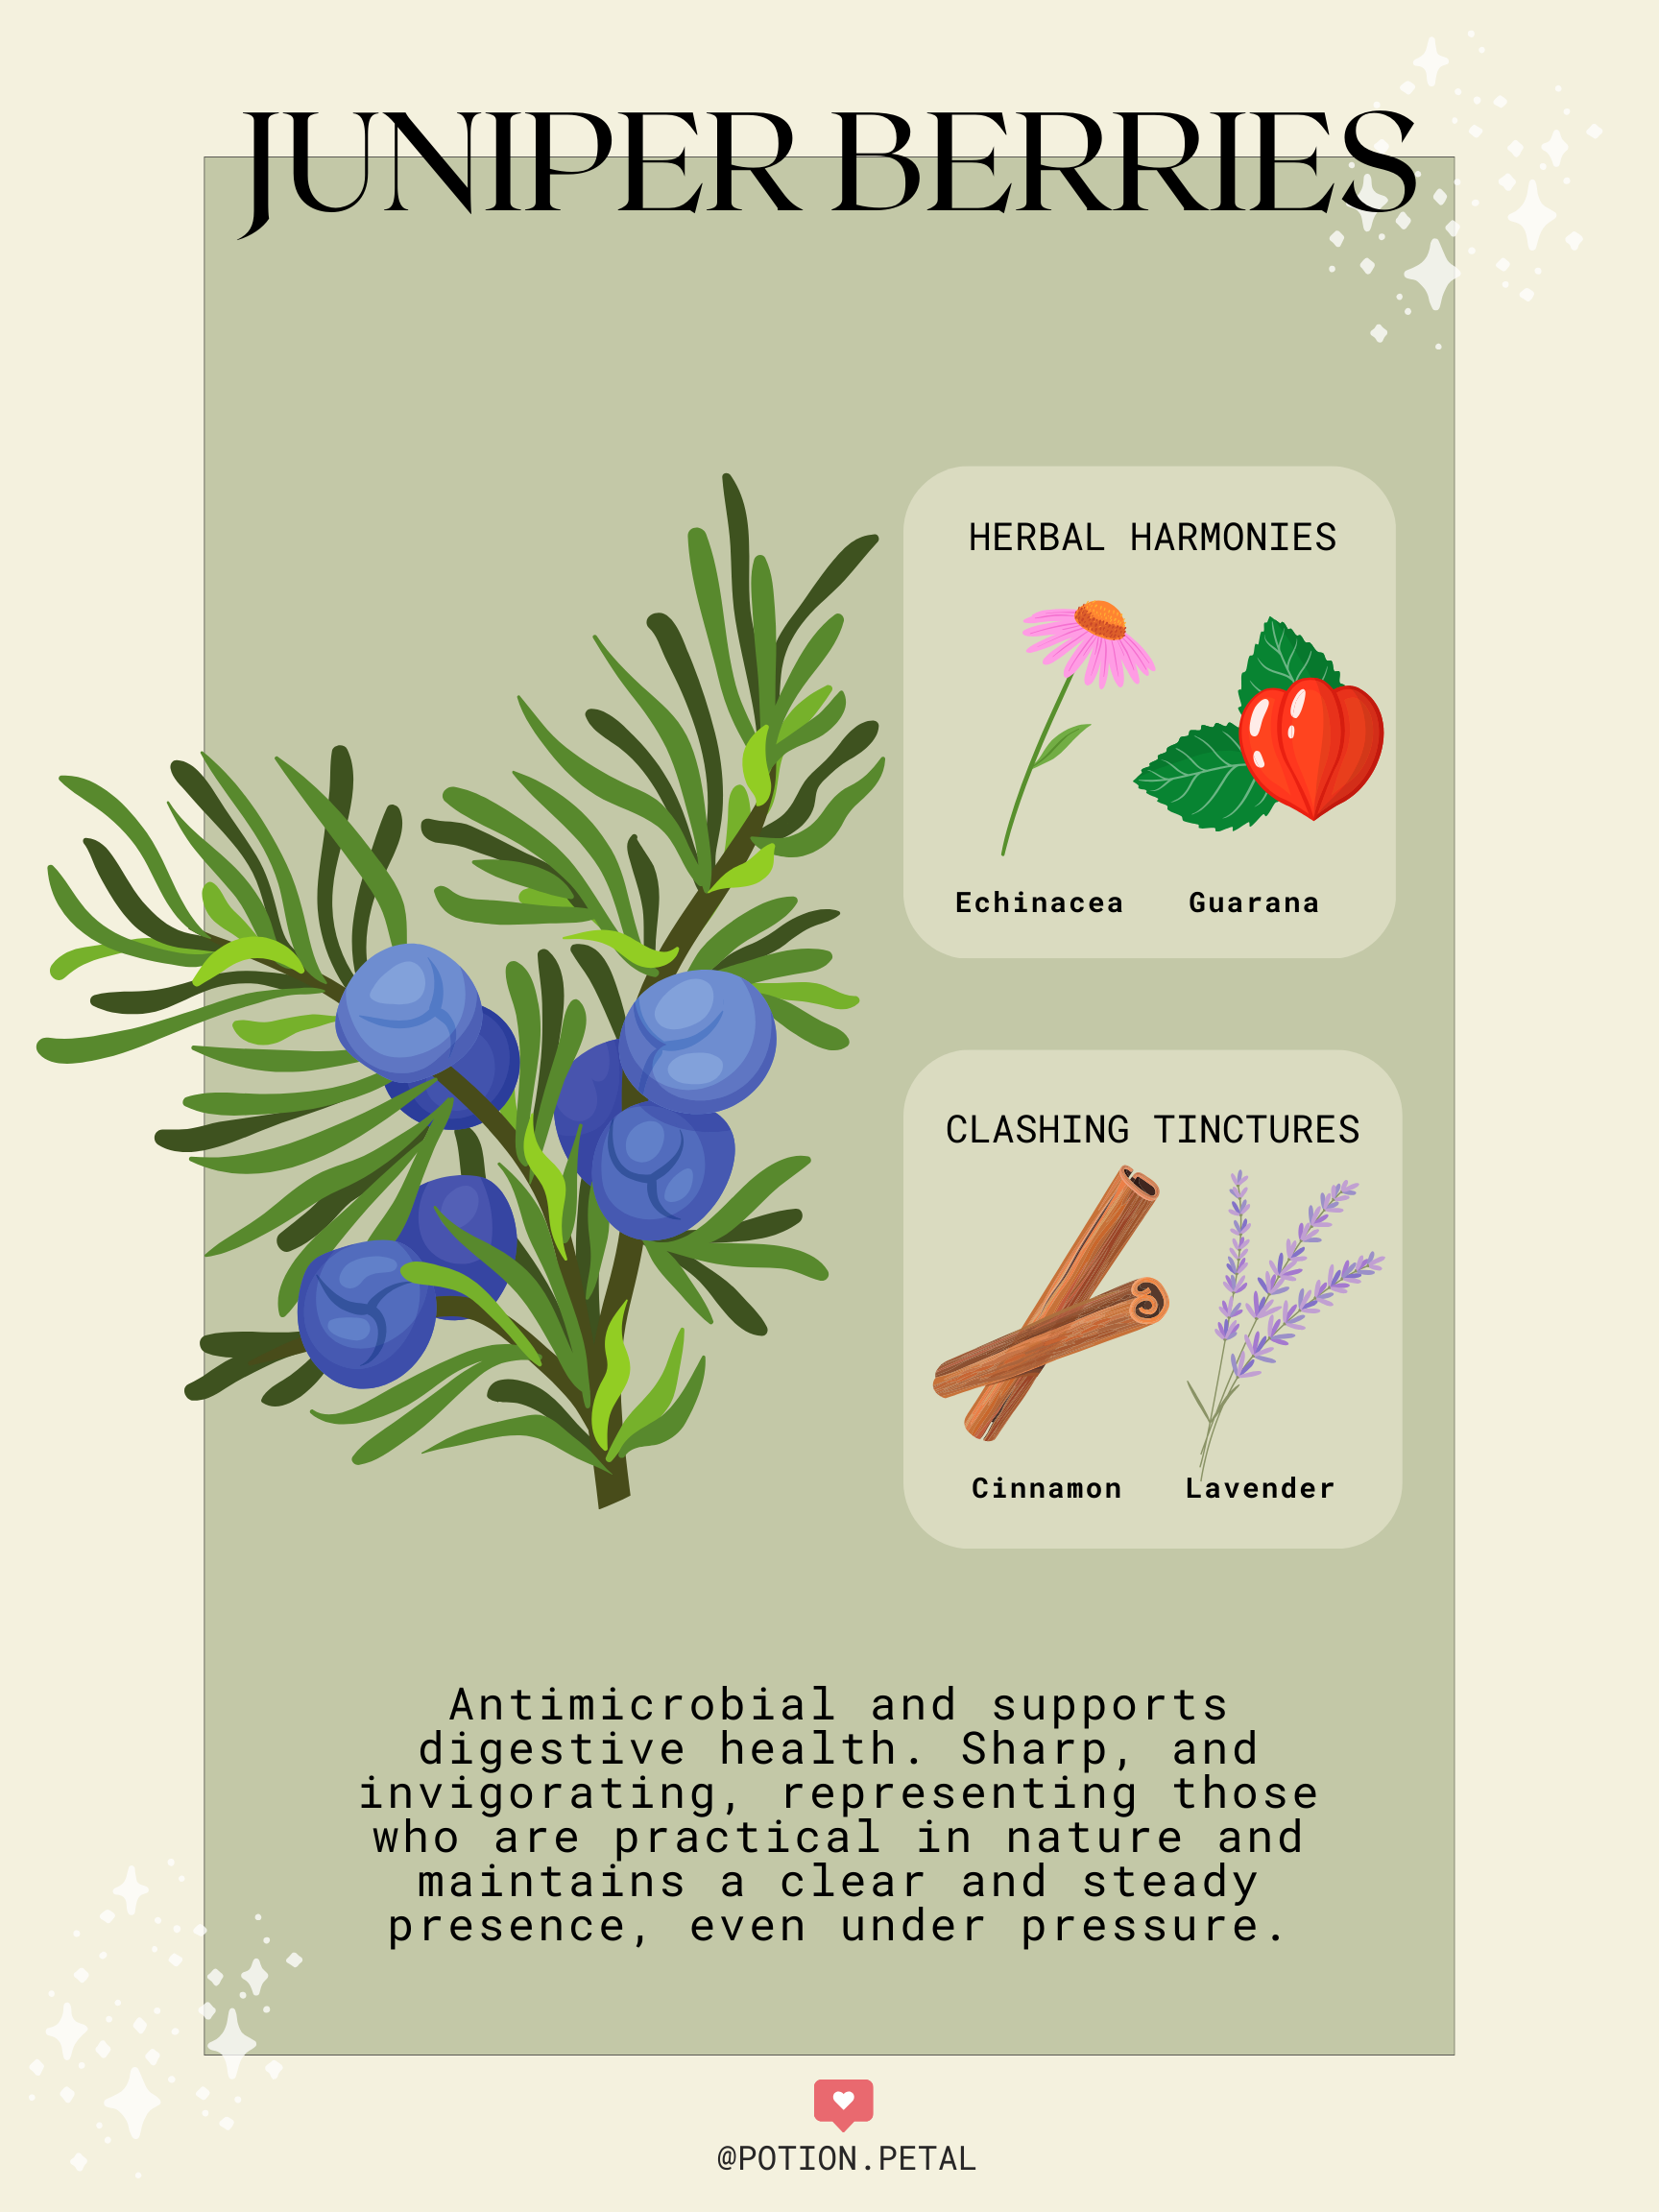 JUNIPER BERRIES
HERBAL HARMONIES
Echinacea Guarana
CLASHING TINCTURES
Cinnamon Lavender
Antimicrobial and supports
digestive health. Sharp, and
invigorating, representing those
who are practical in nature and
maintains a clear and steady
presence, even under pressure.
@POTION.PETAL